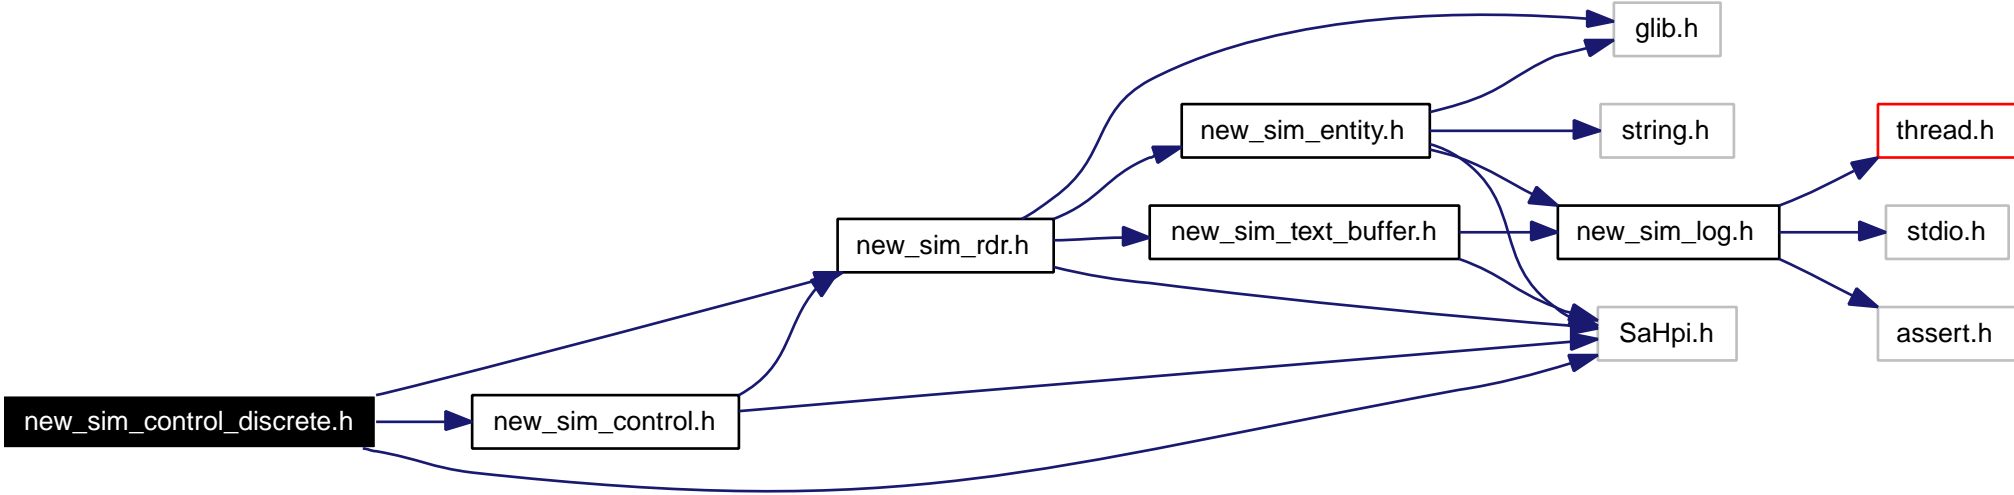 glib.h
new_sim_entity.h
string.h
thread.h
new_sim_rdr.h
new_sim_text_buffer.h
new_sim_log.h
stdio.h
SaHpi.h
assert.h
new_sim_control_discrete.h
new_sim_control.h